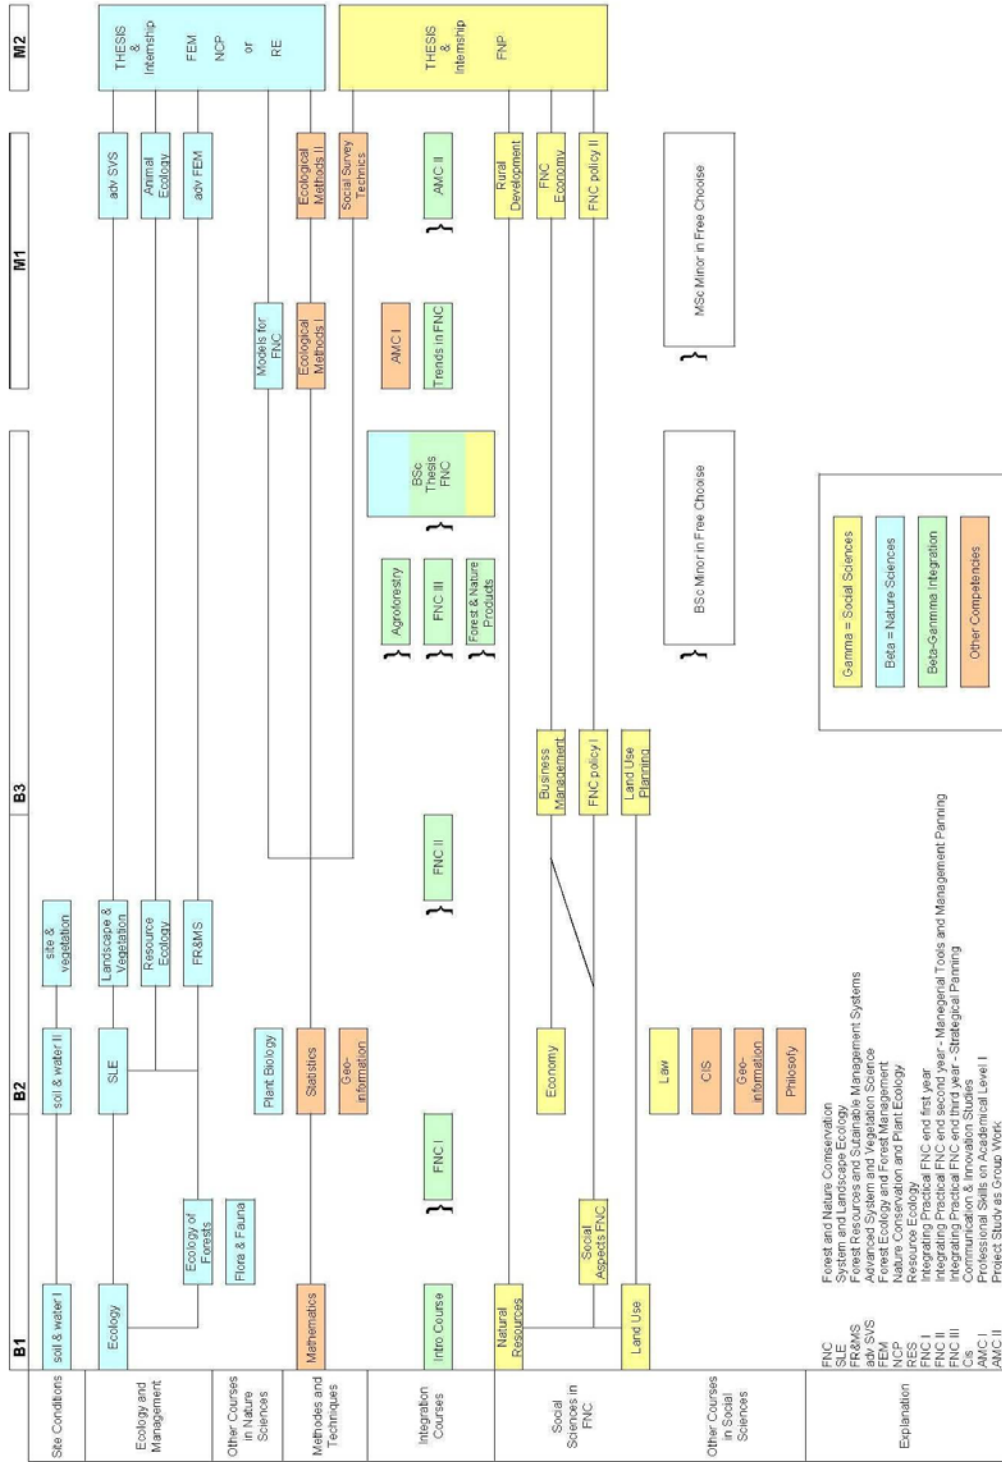 B1
B2
B3
M1
M2
Site Conditions
soil & water I
soil & water II
site &
vegetation
Ecology and
Management
Ecology
Ecology of
Forests
SLE
Landscape &
Vegetation
Resource
Ecology
FR&MS
adv SVS
Animal
Ecology
adv FEM
THESIS
&
Internship
FEM
NCP
or
RE
Other Courses
in Nature
Sciences
Flora & Fauna
Plant Biology
Models for
FNC
Methodes and
Techniques
Mathematics
Statistics
Geo-
information
Ecological
Methods I
Ecological
Methods II
Social Survey
Technics
Integration
Courses
Intro Course
} FNC I
} FNC II
} Agroforestry
} FNC III
} Forest & Nature
Products
} BSc
Thesis
FNC
AMC I
Trends in FNC
} AMC II
THESIS
&
Internship
FNP
Social
Sciences in
FNC
Natural
Resources
Social
Aspects FNC
Land Use
Economy
Business
Management
FNC policy I
Land Use
Planning
Rural
Development
FNC
Economy
FNC policy II
Other Courses
in Social
Sciences
Law
CIS
Geo-
information
Philosofy
} BSc Minor in Free Chooise
} MSc Minor in Free Chooise
Explanation
FNC Forest and Nature Comservation
SLE System and Landscape Ecology
FR&MS Forest Resources and Sutainable Management Systems
adv SVS Advanced System and Vegetation Science
FEM Forest Ecology and Forest Management
NCP Nature Conservation and Plant Ecology
RES Resource Ecology
FNC I Integrating Practical FNC end first year
FNC II Integrating Practical FNC end second year - Manegerial Tools and Management Panning
FNC III Integrating Practical FNC end third year - Strategical Panning
Cis Communication & Innovation Studies
AMC I Professional Skills on Academical Level I
AMC II Project Study as Group Work
Gamma = Social Sciences
Beta = Nature Sciences
Beta-Ganmma Integration
Other Competencies